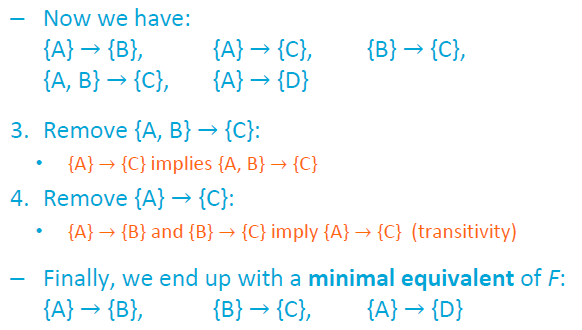 – Now we have:
{A} → {B}, {A} → {C}, {B} → {C},
{A, B} → {C}, {A} → {D}
3. Remove {A, B} → {C}:
• {A} → {C} implies {A, B} → {C}
4. Remove {A} → {C}:
• {A} → {B} and {B} → {C} imply {A} → {C} (transitivity)
– Finally, we end up with a minimal equivalent of F:
{A} → {B}, {B} → {C}, {A} → {D}